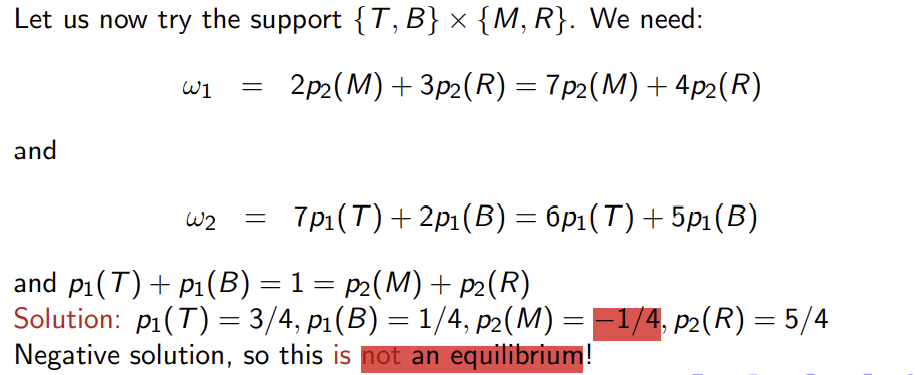 Let us now try the support {T, B} × {M, R}. We need:
ω₁ = 2p₂(M) + 3p₂(R) = 7p₂(M) + 4p₂(R)
and
ω₂ = 7p₁(T) + 2p₁(B) = 6p₁(T) + 5p₁(B)
and p₁(T) + p₁(B) = 1 = p₂(M) + p₂(R)
Solution: p₁(T) = 3/4, p₁(B) = 1/4, p₂(M) = −1/4, p₂(R) = 5/4
Negative solution, so this is not an equilibrium!